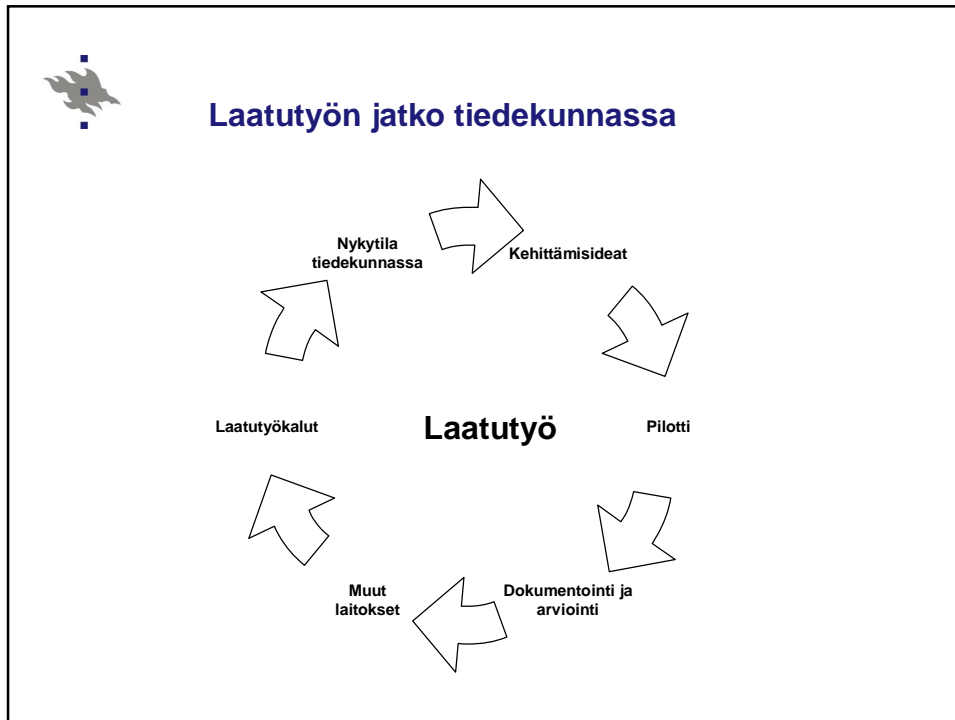 Laatutyön jatko tiedekunnassa
Nykytila
tiedekunnassa
Kehittämisideat
Laatutyökalut
Laatutyö
Pilotti
Muut
laitokset
Dokumentointi ja
arviointi